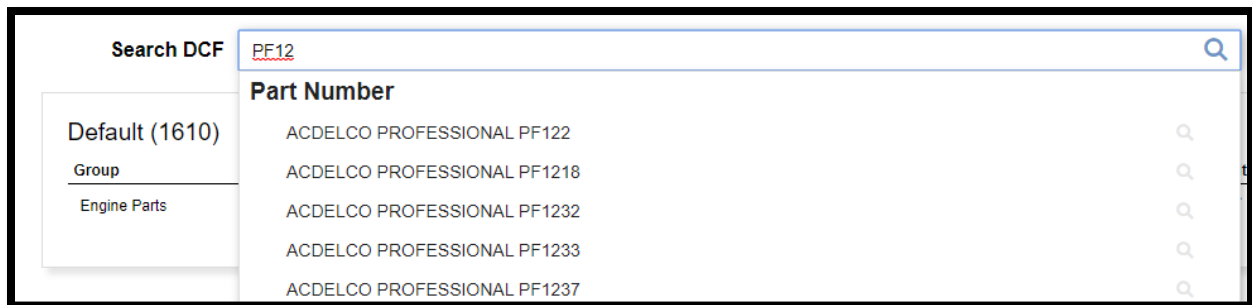 Search DCF PF12
Part Number
Default (1610)
ACDELCO PROFESSIONAL PF122
Group
ACDELCO PROFESSIONAL PF1218
Engine Parts
ACDELCO PROFESSIONAL PF1232
ACDELCO PROFESSIONAL PF1233
ACDELCO PROFESSIONAL PF1237